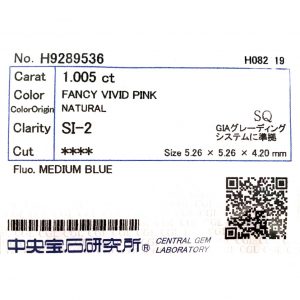 No. H9289536 H082 19
Carat 1.005 ct
Color FANCY VIVID PINK
ColorOrigin NATURAL
Clarity SI-2
SQ
GIAグレーディング
システムに準拠
Cut ****
Size 5.26 × 5.26 × 4.20 mm
Fluo. MEDIUM BLUE
中央宝石研究所® CENTRAL GEM
LABORATORY